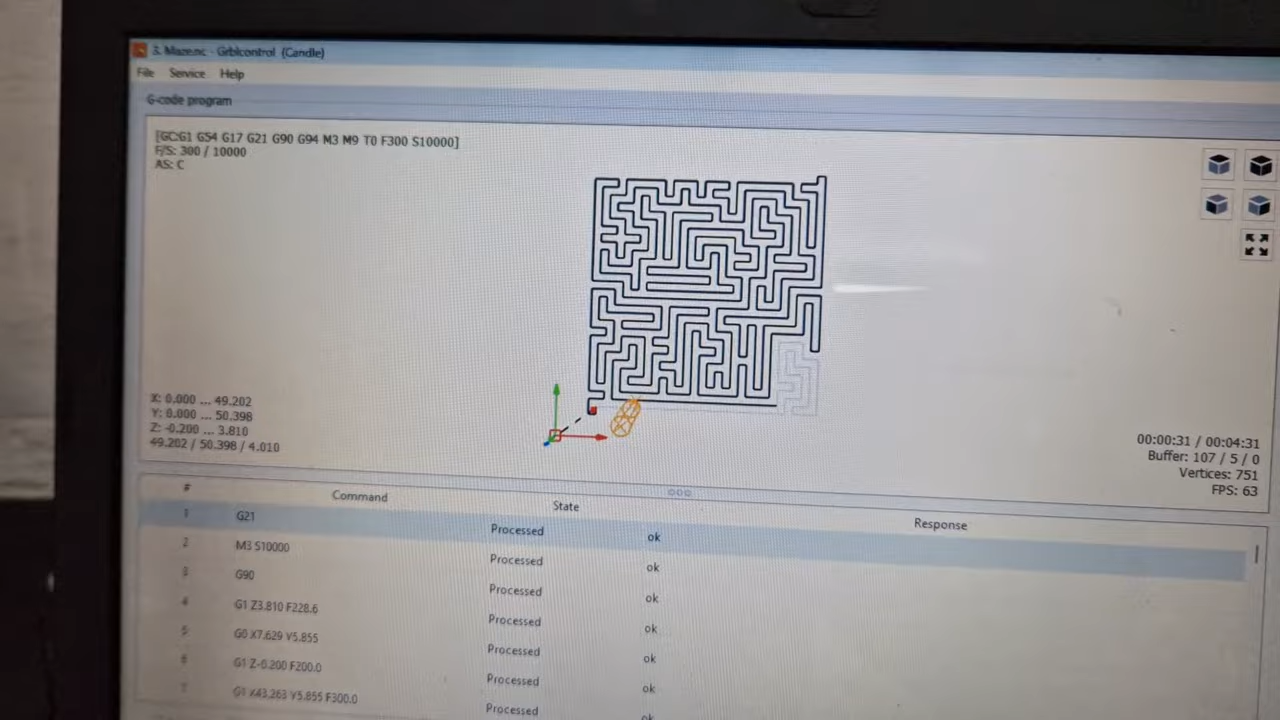 3. Maze.nc - Grblcontrol (Candle)
File Service Help
G-code program
[GC:G1 G54 G17 G21 G90 G94 M3 M9 T0 F300 S10000]
F/S: 300 / 10000
AS: C
X: 0.000 ... 49.202
Y: 0.000 ... 50.398
Z: -0.200 ... 3.810
49.202 / 50.398 / 4.010
00:00:31 / 00:04:31
Buffer: 107 / 5 / 0
Vertices: 751
FPS: 63
# Command State Response
1 G21 Processed ok
2 M3 S10000 Processed ok
3 G90 Processed ok
4 G1 Z3.810 F228.6 Processed ok
5 G0 X7.629 Y5.855 Processed ok
6 G1 Z-0.200 F200.0 Processed ok
7 G1 X43.263 Y5.855 F300.0 Processed ok